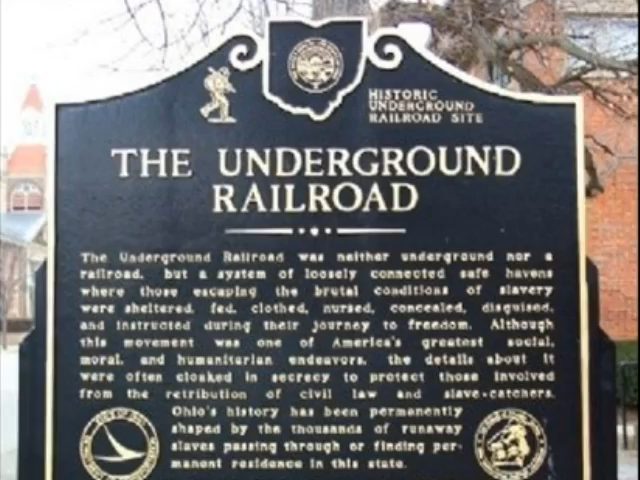 HISTORIC
UNDERGROUND
RAILROAD SITE
THE UNDERGROUND
RAILROAD
The Underground Railroad was neither underground nor a
railroad, but a system of loosely connected safe havens
where those escaping the brutal conditions of slavery
were sheltered, fed, clothed, nursed, concealed, disguised,
and instructed during their journey to freedom. Although
this movement was one of America's greatest social,
moral, and humanitarian endeavors, the details about it
were often cloaked in secrecy to protect those involved
from the retribution of civil law and slave-catchers.
Ohio's history has been permanently
shaped by the thousands of runaway
slaves passing through or finding per-
manent residence in this state.